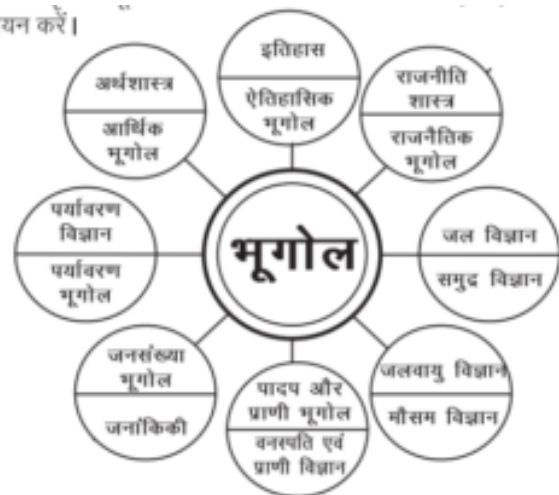 यन करें।
इतिहास
ऐतिहासिक
भूगोल
राजनीति
शास्त्र
राजनैतिक
भूगोल
जल विज्ञान
समुद्र विज्ञान
जलवायु विज्ञान
मौसम विज्ञान
पादप और
प्राणी भूगोल
वनस्पति एवं
प्राणी विज्ञान
जनसंख्या
भूगोल
जनांकिकी
पर्यावरण
विज्ञान
पर्यावरण
भूगोल
अर्थशास्त्र
आर्थिक
भूगोल
भूगोल